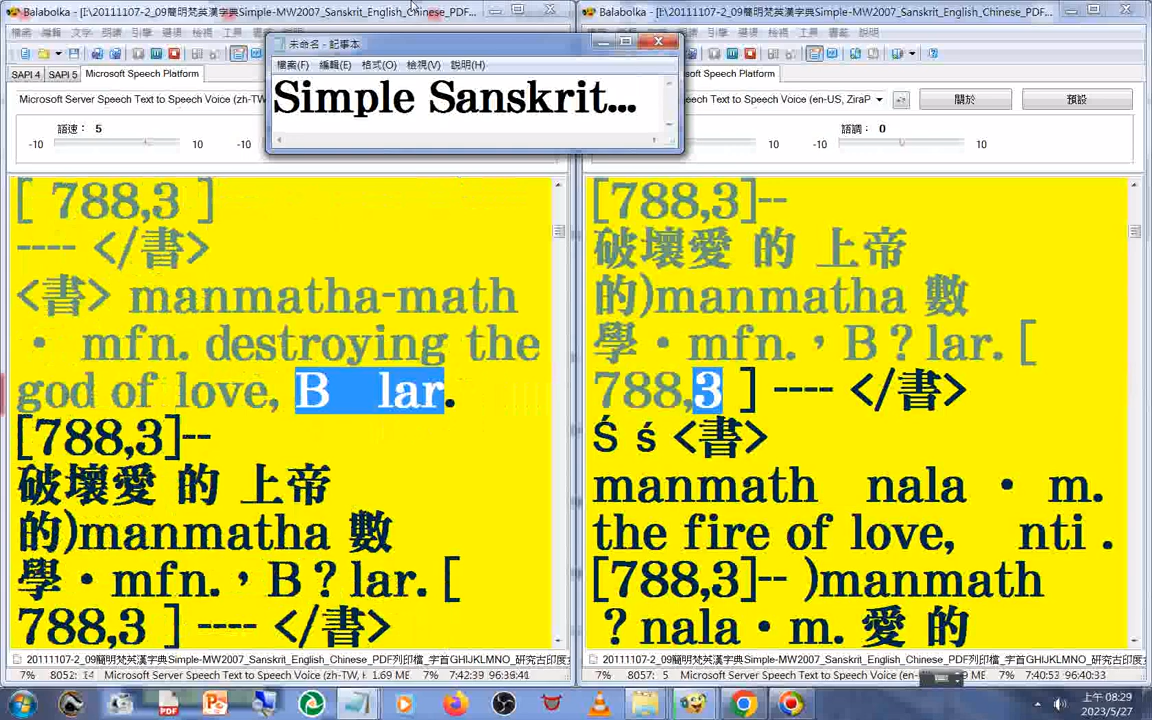 Balabolka - [I:\20111107-2_09簡明梵英漢字典Simple-MW2007_Sanskrit_English_Chinese_PDF...
Balabolka - [I:\20111107-2_09簡明梵英漢字典Simple-MW2007_Sanskrit_English_Chinese_PDF...
未命名 - 記事本
檔案(F) 編輯(E) 格式(O) 檢視(V) 說明(H)
Simple Sanskrit...
SAPI 4 SAPI 5 Microsoft Speech Platform
Microsoft Server Speech Text to Speech Voice (zh-TW,
語速： 5
-10 10 -10
eech Platform
eech Text to Speech Voice (en-US, ZiraP
關於 預設
語調： 0
10 -10 10
[ 788,3 ]
---- </書>
<書> manmatha-math
• mfn. destroying the
god of love, B lar.
[788,3]--
破壞愛 的 上帝
的)manmatha 數
學•mfn.，B？lar. [
788,3 ] ---- </書>
[788,3]--
破壞愛 的 上帝
的)manmatha 數
學•mfn.，B？lar. [
788,3 ] ---- </書>
Ś ś <書>
manmath nala • m.
the fire of love, nti .
[788,3]-- )manmath
？nala•m. 愛 的
20111107-2_09簡明梵英漢字典Simple-MW2007_Sanskrit_English_Chinese_PDF列印檔_字首GHIJKLMNO_研究古印度
7% 8052: 14 Microsoft Server Speech Text to Speech Voice (zh-TW, 1.69 ME 7% 7:42:39 96:38:41
20111107-2_09簡明梵英漢字典Simple-MW2007_Sanskrit_English_Chinese_PDF列印檔_字首GHIJKLMNO_研究古印度
7% 8057: 5 Microsoft Server Speech Text to Speech Voice 7% 7:40:53 96:40:33
上午 08:29
2023/5/27